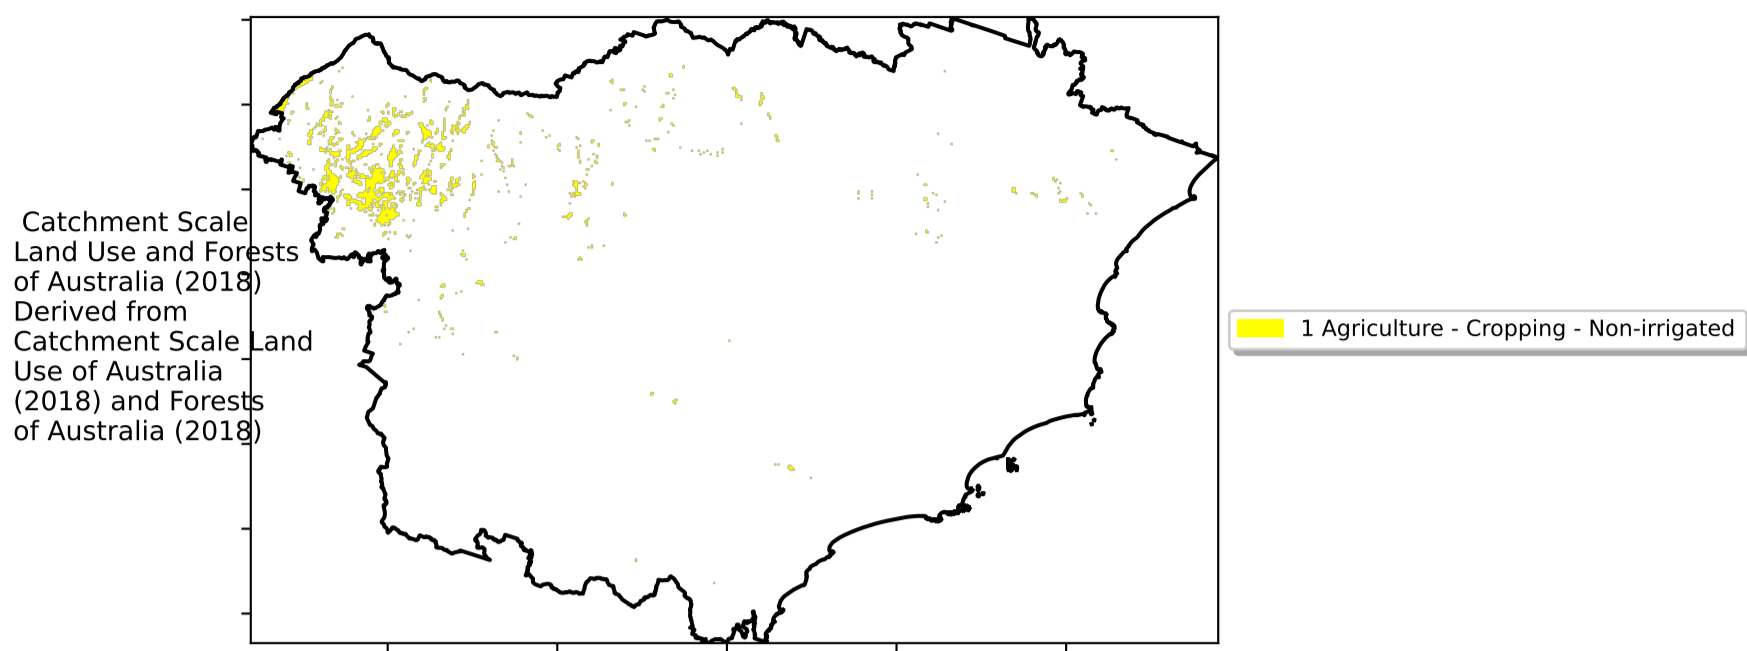 Catchment Scale
Land Use and Forests
of Australia (2018)
Derived from
Catchment Scale Land
Use of Australia
(2018) and Forests
of Australia (2018)
1 Agriculture - Cropping - Non-irrigated